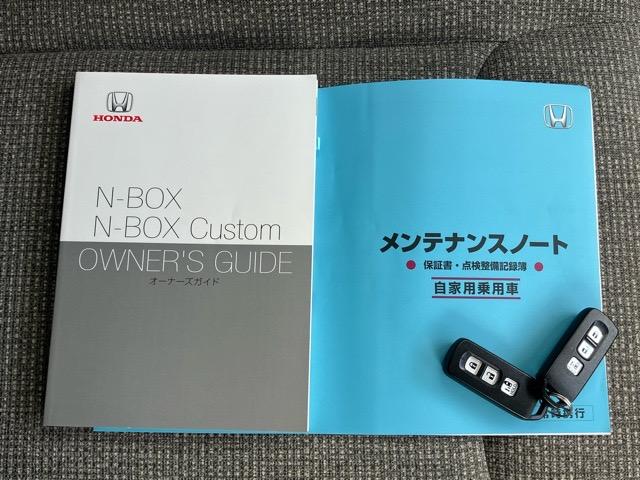 HONDA
N-BOX
N-BOX Custom
OWNER'S GUIDE
オーナーズガイド
メンテナンスノート
保証書・点検整備記録簿
自家用乗用車